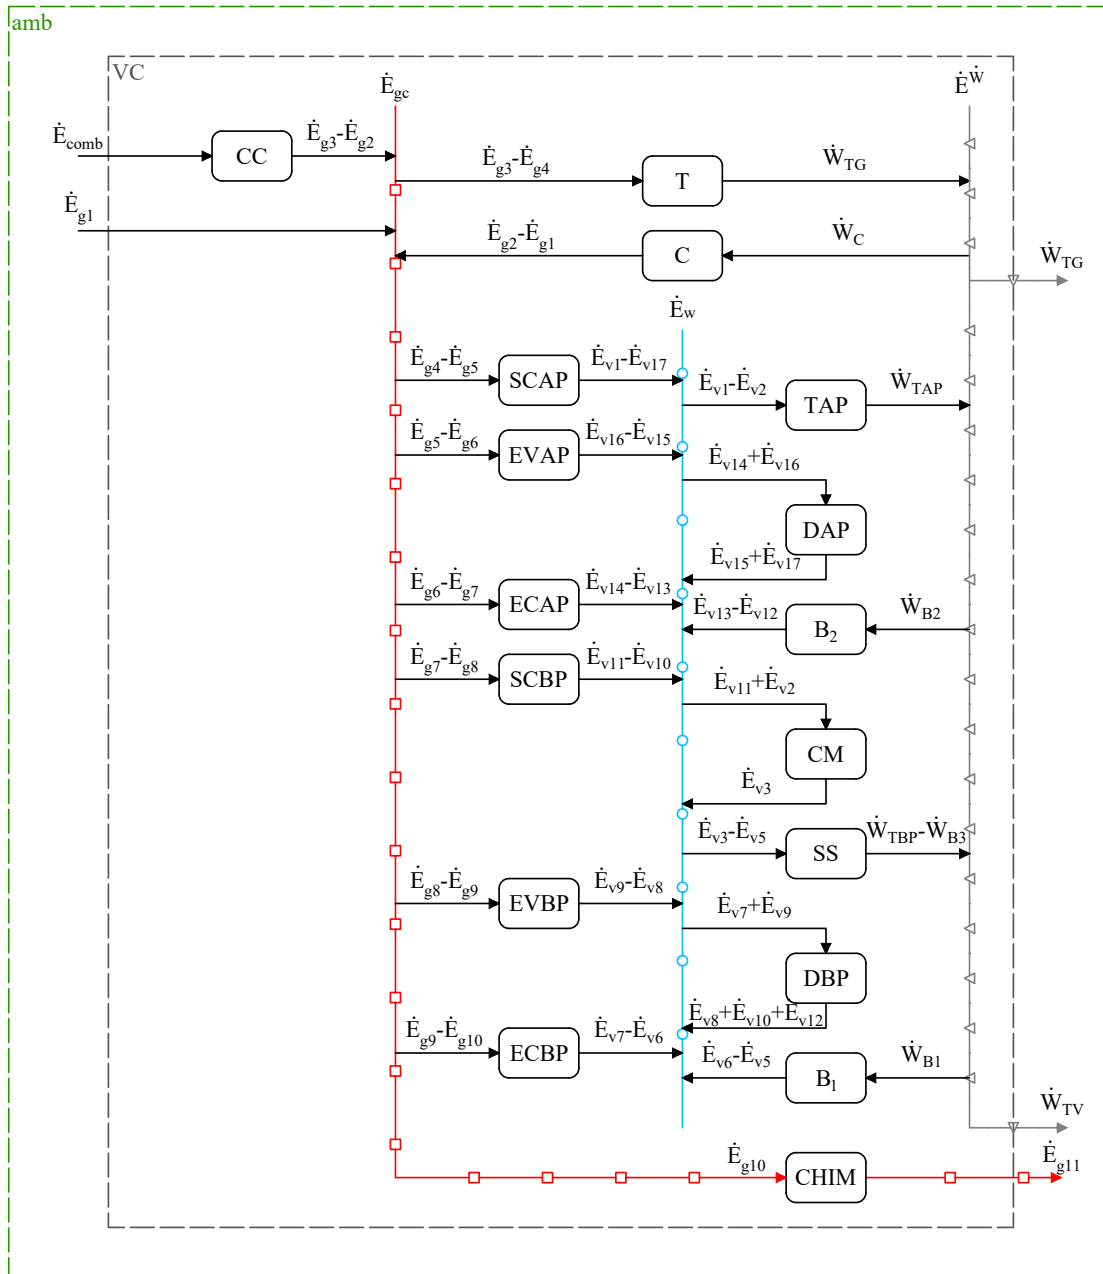 amb
VC
Ė_gc
Ė^Ẇ
Ė_comb
CC
Ė_g3-Ė_g2
Ė_g3-Ė_g4
T
Ẇ_TG
Ė_g1
Ė_g2-Ė_g1
C
Ẇ_C
Ẇ_TG
Ė_w
Ė_g4-Ė_g5
SCAP
Ė_v1-Ė_v17
Ė_v1-Ė_v2
TAP
Ẇ_TAP
Ė_g5-Ė_g6
EVAP
Ė_v16-Ė_v15
Ė_v14+Ė_v16
DAP
Ė_v15+Ė_v17
Ė_g6-Ė_g7
ECAP
Ė_v14-Ė_v13
Ė_v13-Ė_v12
B_2
Ẇ_B2
Ė_g7-Ė_g8
SCBP
Ė_v11-Ė_v10
Ė_v11+Ė_v2
CM
Ė_v3
Ė_v3-Ė_v5
SS
Ẇ_TBP-Ẇ_B3
Ė_g8-Ė_g9
EVBP
Ė_v9-Ė_v8
Ė_v7+Ė_v9
DBP
Ė_v8+Ė_v10+Ė_v12
Ė_g9-Ė_g10
ECBP
Ė_v7-Ė_v6
Ė_v6-Ė_v5
B_1
Ẇ_B1
Ẇ_TV
Ė_g10
CHIM
Ė_g11